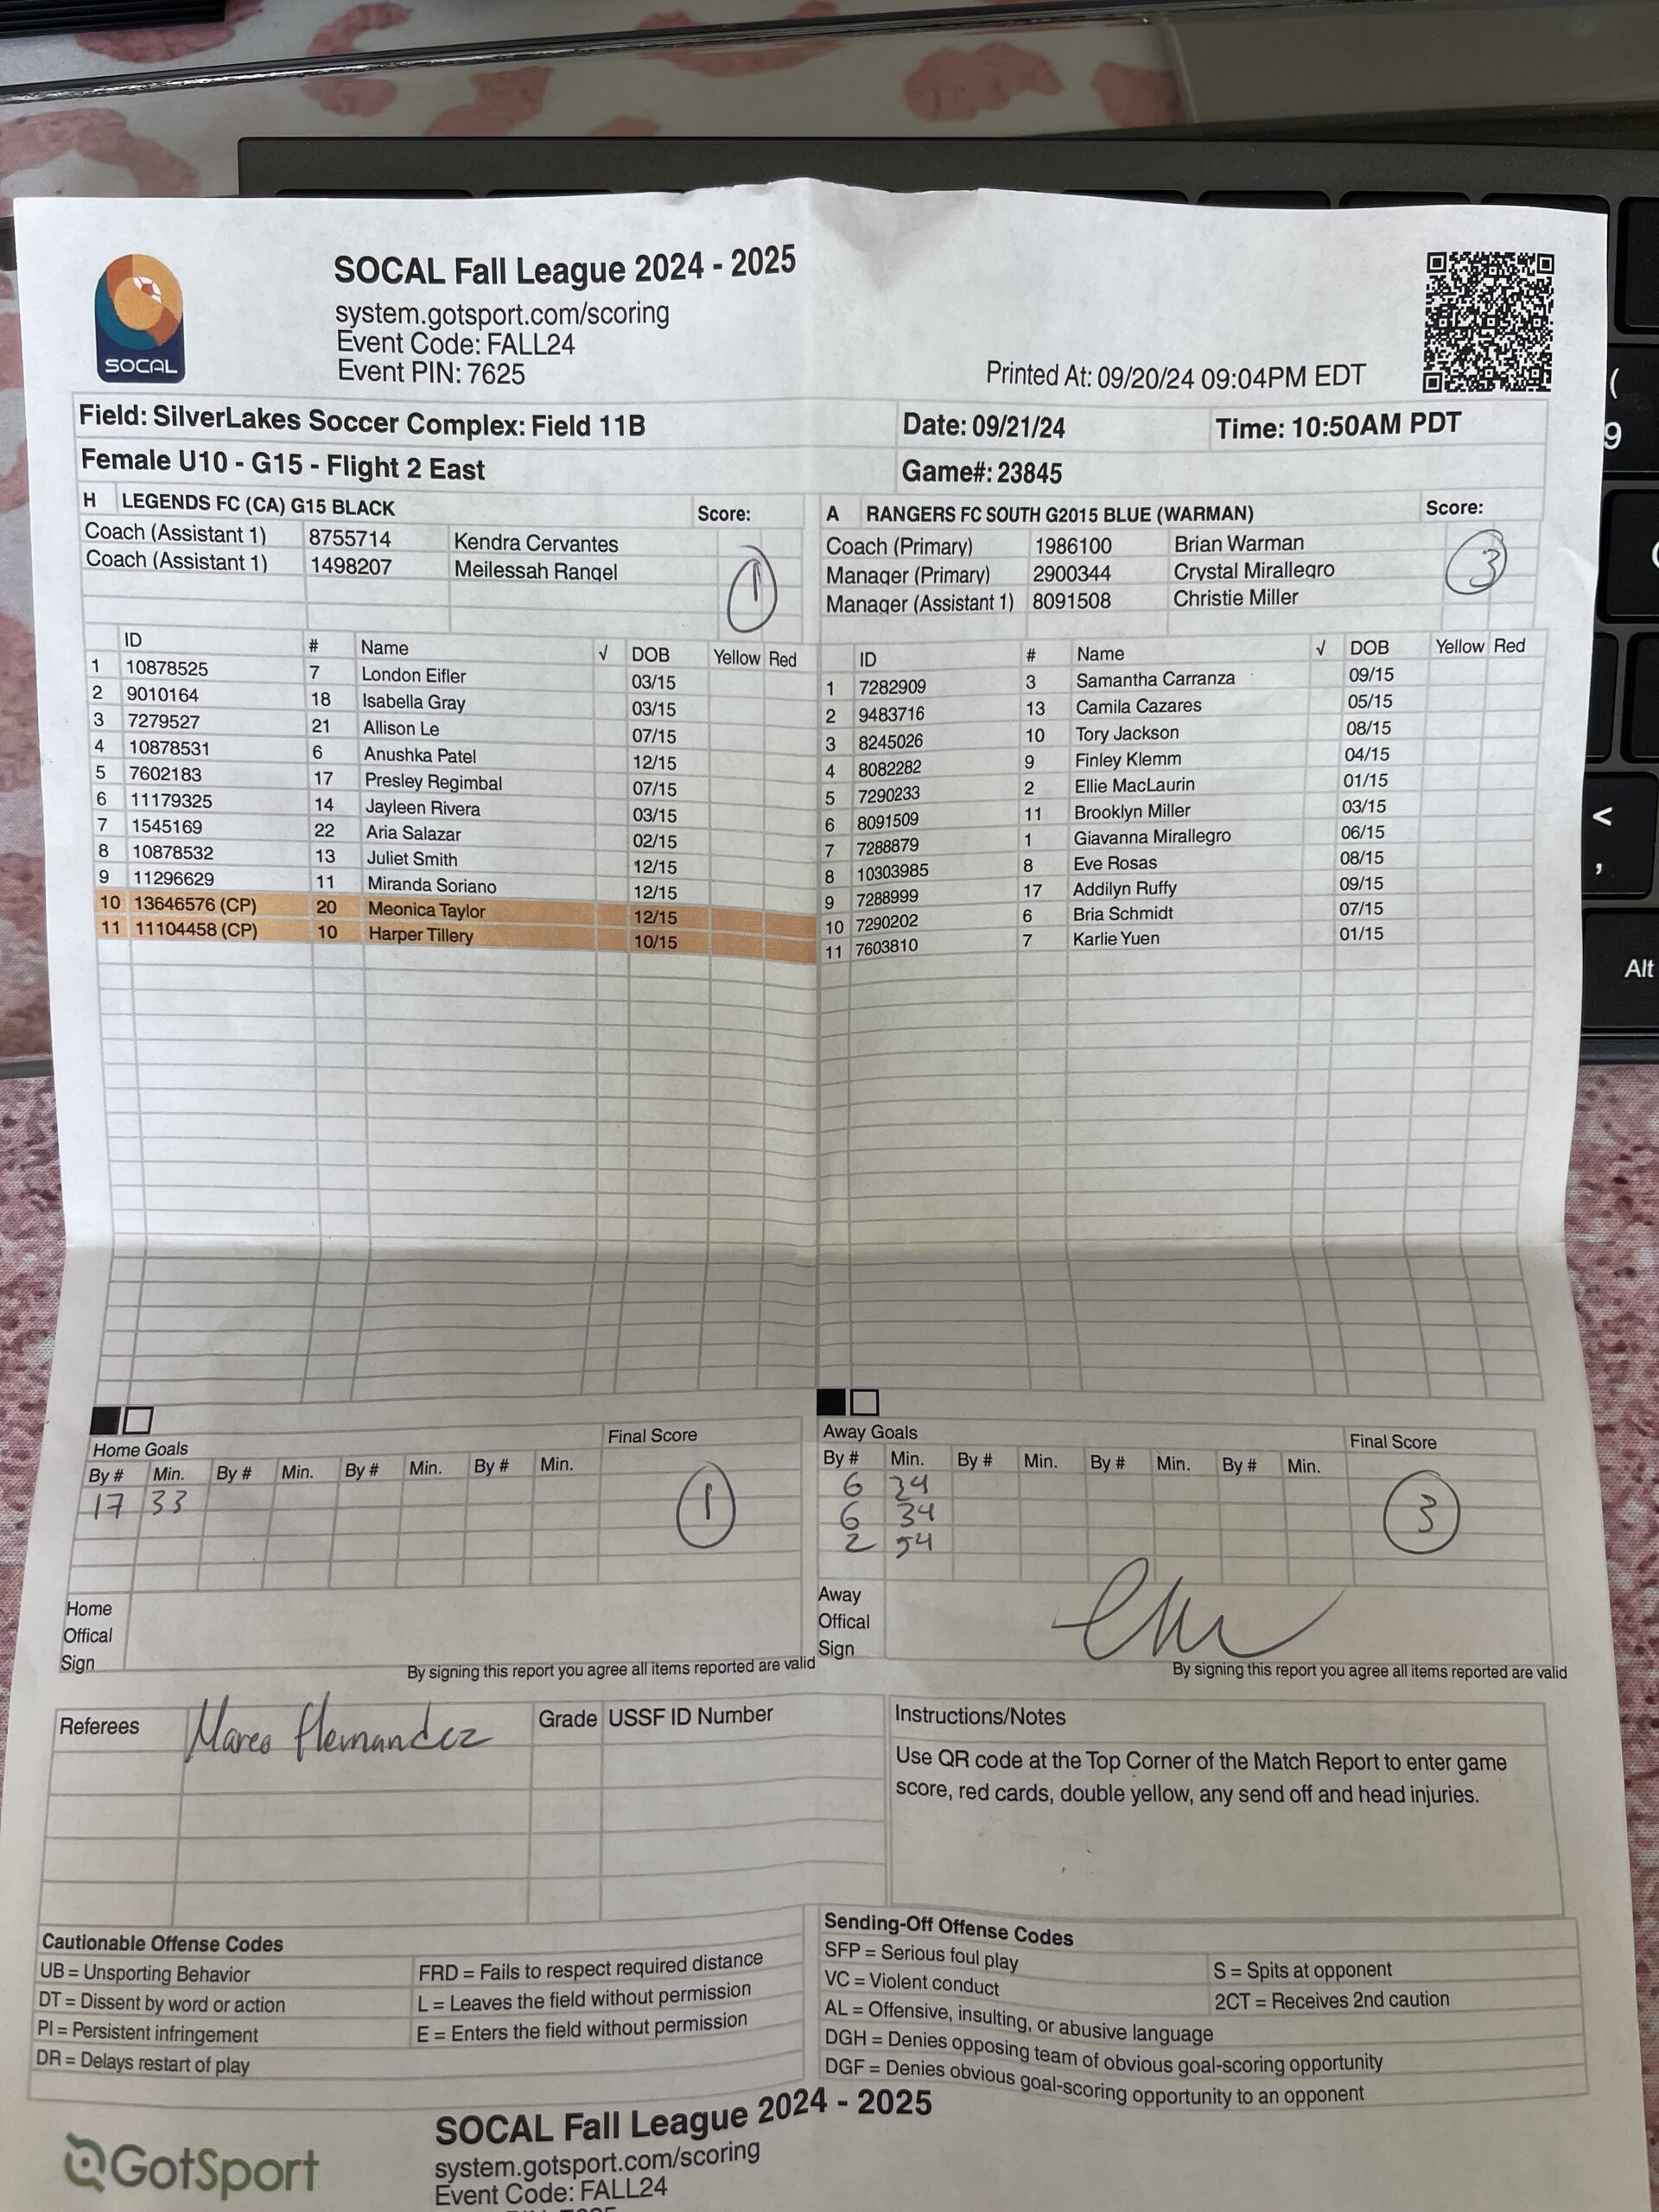 SOCAL
SOCAL Fall League 2024 - 2025
system.gotsport.com/scoring
Event Code: FALL24
Event PIN: 7625
Printed At: 09/20/24 09:04PM EDT
Field: SilverLakes Soccer Complex: Field 11B Date: 09/21/24 Time: 10:50AM PDT
Female U10 - G15 - Flight 2 East Game#: 23845
H LEGENDS FC (CA) G15 BLACK Score:
Coach (Assistant 1) 8755714 Kendra Cervantes
Coach (Assistant 1) 1498207 Meilessah Rangel
1
ID # Name √ DOB Yellow Red
1 10878525 7 London Eifler 03/15
2 9010164 18 Isabella Gray 03/15
3 7279527 21 Allison Le 07/15
4 10878531 6 Anushka Patel 12/15
5 7602183 17 Presley Regimbal 07/15
6 11179325 14 Jayleen Rivera 03/15
7 1545169 22 Aria Salazar 02/15
8 10878532 13 Juliet Smith 12/15
9 11296629 11 Miranda Soriano 12/15
10 13646576 (CP) 20 Meonica Taylor 12/15
11 11104458 (CP) 10 Harper Tillery 10/15
A RANGERS FC SOUTH G2015 BLUE (WARMAN) Score:
Coach (Primary) 1986100 Brian Warman
Manager (Primary) 2900344 Crystal Mirallegro
Manager (Assistant 1) 8091508 Christie Miller
3
ID # Name √ DOB Yellow Red
1 7282909 3 Samantha Carranza 09/15
2 9483716 13 Camila Cazares 05/15
3 8245026 10 Tory Jackson 08/15
4 8082282 9 Finley Klemm 04/15
5 7290233 2 Ellie MacLaurin 01/15
6 8091509 11 Brooklyn Miller 03/15
7 7288879 1 Giavanna Mirallegro 06/15
8 10303985 8 Eve Rosas 08/15
9 7288999 17 Addilyn Ruffy 09/15
10 7290202 6 Bria Schmidt 07/15
11 7603810 7 Karlie Yuen 01/15
Home Goals Final Score
By # Min. By # Min. By # Min. By # Min.
17 33
1
Home
Offical
Sign
By signing this report you agree all items reported are valid
Away Goals Final Score
By # Min. By # Min. By # Min. By # Min.
6 24
6 34
2 54
3
Away
Offical
Sign
By signing this report you agree all items reported are valid
Referees Marco Hernandez Grade USSF ID Number
Instructions/Notes
Use QR code at the Top Corner of the Match Report to enter game
score, red cards, double yellow, any send off and head injuries.
Cautionable Offense Codes
UB = Unsporting Behavior FRD = Fails to respect required distance
DT = Dissent by word or action L = Leaves the field without permission
PI = Persistent infringement E = Enters the field without permission
DR = Delays restart of play
Sending-Off Offense Codes
SFP = Serious foul play S = Spits at opponent
VC = Violent conduct 2CT = Receives 2nd caution
AL = Offensive, insulting, or abusive language
DGH = Denies opposing team of obvious goal-scoring opportunity
DGF = Denies obvious goal-scoring opportunity to an opponent
GotSport
SOCAL Fall League 2024 - 2025
system.gotsport.com/scoring
Event Code: FALL24
(
9
<
,
Alt